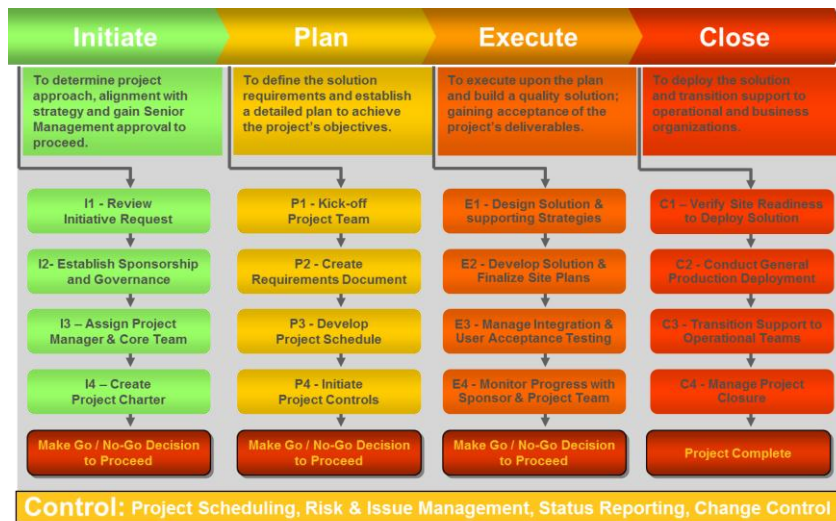 Initiate
Plan
Execute
Close
To determine project
approach, alignment with
strategy and gain Senior
Management approval to
proceed.
To define the solution
requirements and establish
a detailed plan to achieve
the project's objectives.
To execute upon the plan
and build a quality solution;
gaining acceptance of the
project's deliverables.
To deploy the solution
and transition support to
operational and business
organizations.
I1 - Review
Initiative Request
I2- Establish Sponsorship
and Governance
I3 – Assign Project
Manager & Core Team
I4 – Create
Project Charter
Make Go / No-Go Decision
to Proceed
P1 - Kick-off
Project Team
P2 - Create
Requirements Document
P3 - Develop
Project Schedule
P4 - Initiate
Project Controls
Make Go / No-Go Decision
to Proceed
E1 - Design Solution &
supporting Strategies
E2 - Develop Solution &
Finalize Site Plans
E3 - Manage Integration &
User Acceptance Testing
E4 - Monitor Progress with
Sponsor & Project Team
Make Go / No-Go Decision
to Proceed
C1 – Verify Site Readiness
to Deploy Solution
C2 - Conduct General
Production Deployment
C3 - Transition Support to
Operational Teams
C4 - Manage Project
Closure
Project Complete
Control: Project Scheduling, Risk & Issue Management, Status Reporting, Change Control